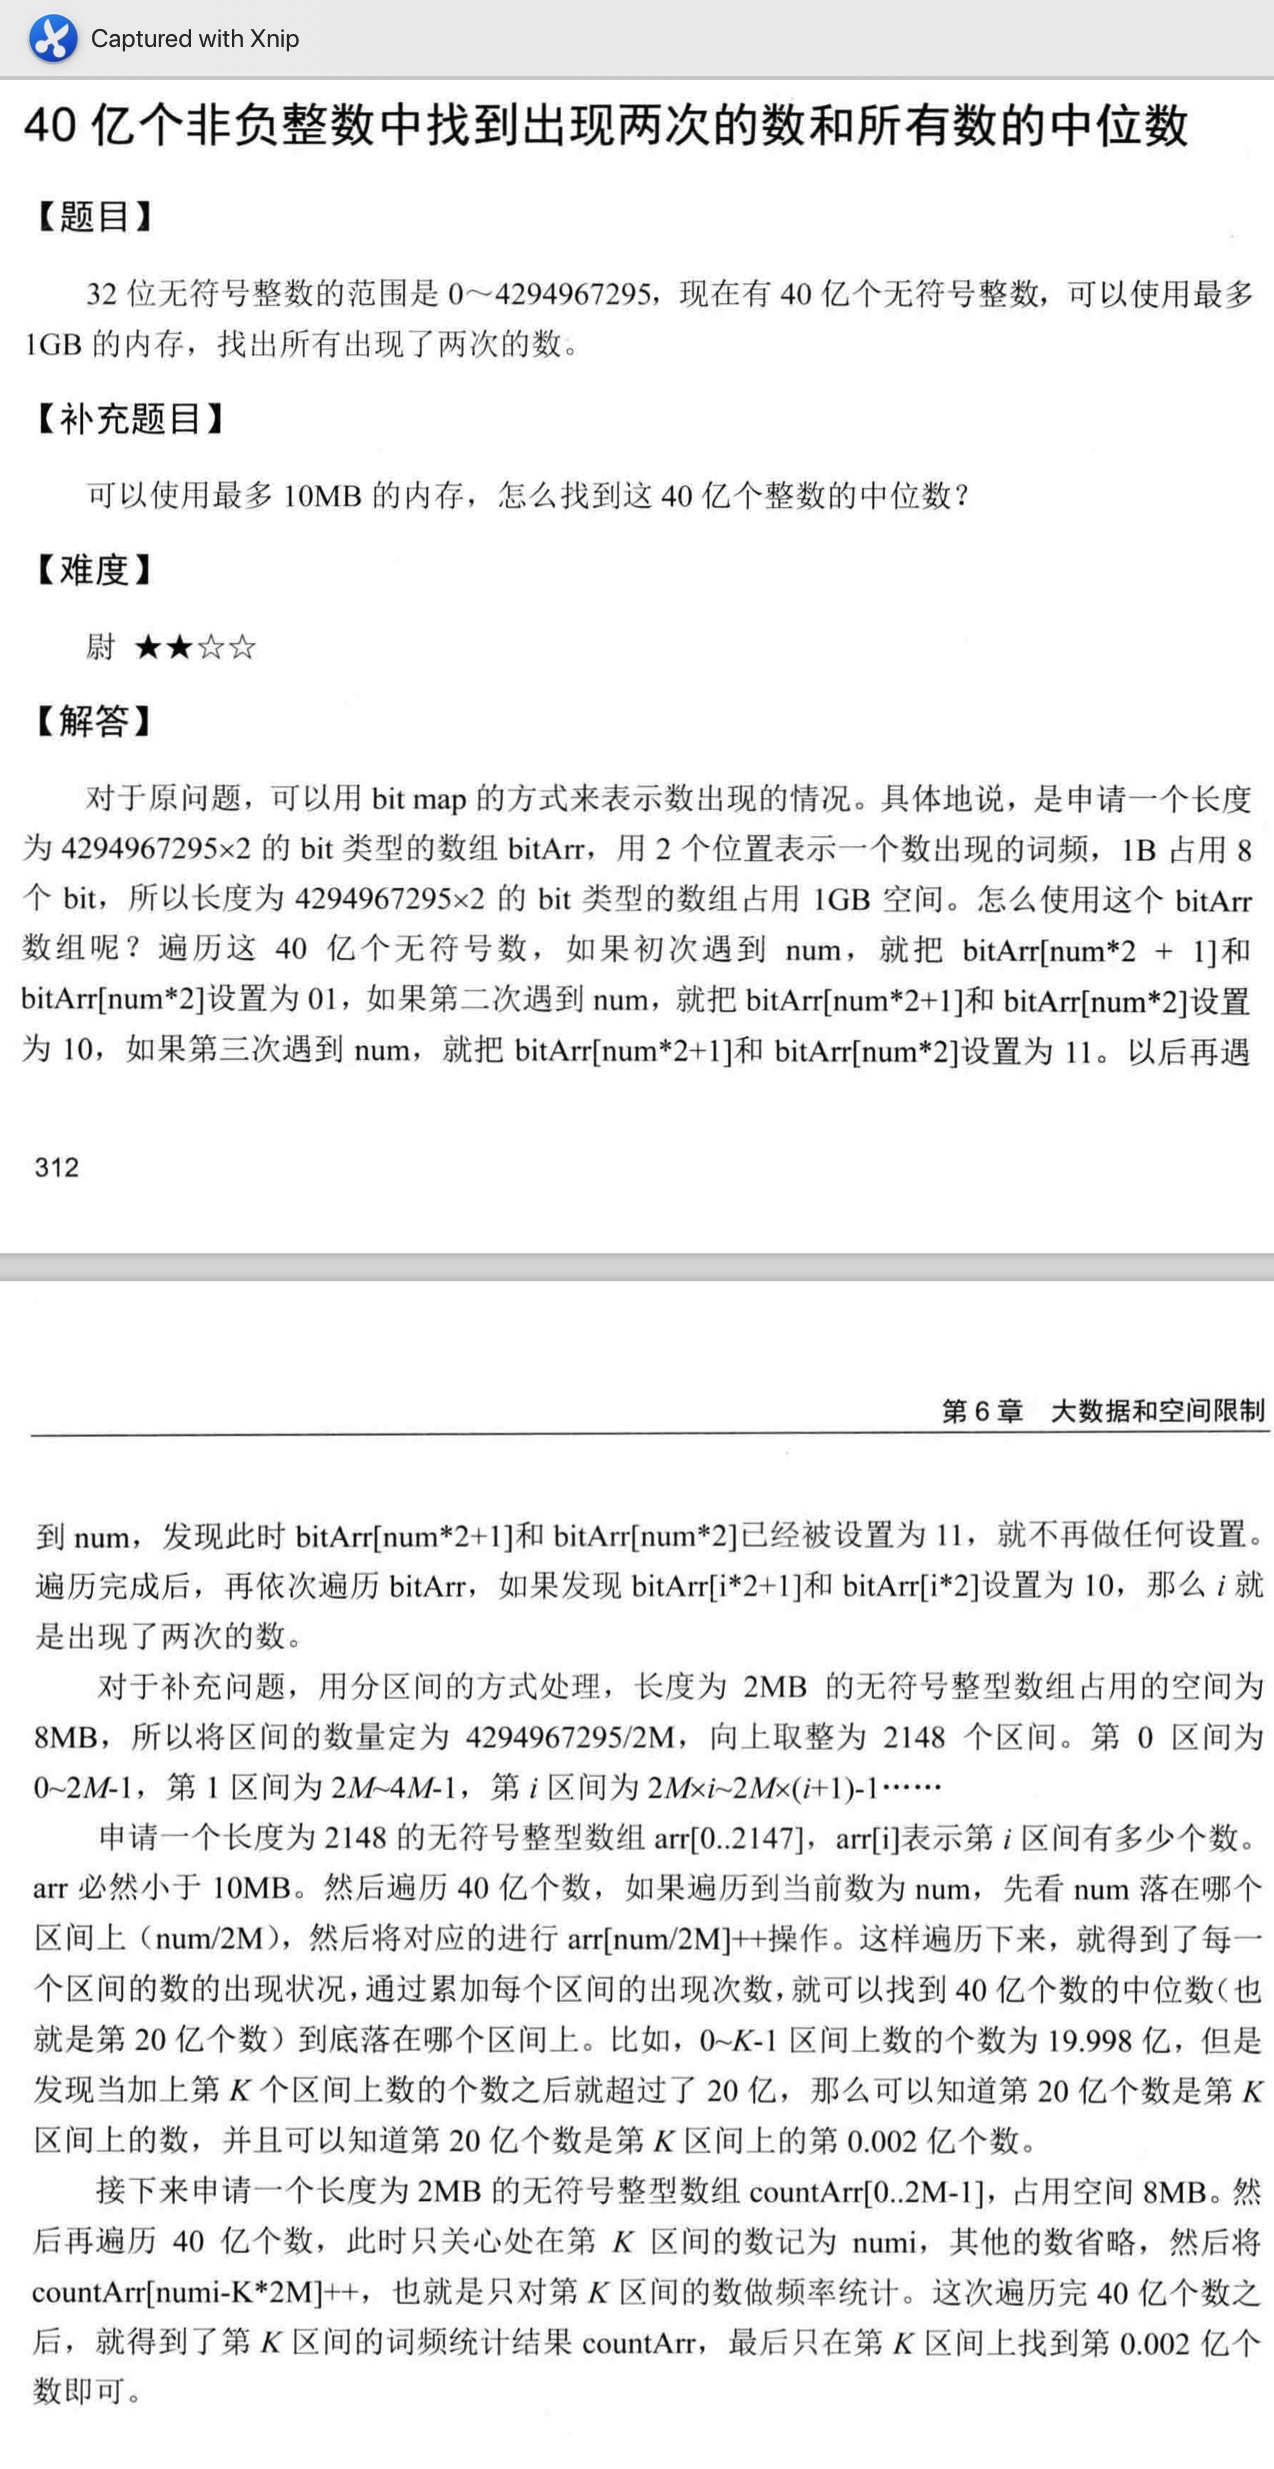 Captured with Xnip
40 亿个非负整数中找到出现两次的数和所有数的中位数
【题目】
32 位无符号整数的范围是 0～4294967295，现在有 40 亿个无符号整数，可以使用最多
1GB 的内存，找出所有出现了两次的数。
【补充题目】
可以使用最多 10MB 的内存，怎么找到这 40 亿个整数的中位数？
【难度】
尉 ★★☆☆
【解答】
对于原问题，可以用 bit map 的方式来表示数出现的情况。具体地说，是申请一个长度
为 4294967295×2 的 bit 类型的数组 bitArr，用 2 个位置表示一个数出现的词频，1B 占用 8
个 bit，所以长度为 4294967295×2 的 bit 类型的数组占用 1GB 空间。怎么使用这个 bitArr
数组呢？遍历这 40 亿个无符号数，如果初次遇到 num，就把 bitArr[num*2 + 1]和
bitArr[num*2]设置为 01，如果第二次遇到 num，就把 bitArr[num*2+1]和 bitArr[num*2]设置
为 10，如果第三次遇到 num，就把 bitArr[num*2+1]和 bitArr[num*2]设置为 11。以后再遇
312
第 6 章 大数据和空间限制
到 num，发现此时 bitArr[num*2+1]和 bitArr[num*2]已经被设置为 11，就不再做任何设置。
遍历完成后，再依次遍历 bitArr，如果发现 bitArr[i*2+1]和 bitArr[i*2]设置为 10，那么 i 就
是出现了两次的数。
对于补充问题，用分区间的方式处理，长度为 2MB 的无符号整型数组占用的空间为
8MB，所以将区间的数量定为 4294967295/2M，向上取整为 2148 个区间。第 0 区间为
0~2M-1，第 1 区间为 2M~4M-1，第 i 区间为 2M×i~2M×(i+1)-1……
申请一个长度为 2148 的无符号整型数组 arr[0..2147]，arr[i]表示第 i 区间有多少个数。
arr 必然小于 10MB。然后遍历 40 亿个数，如果遍历到当前数为 num，先看 num 落在哪个
区间上（num/2M），然后将对应的进行 arr[num/2M]++操作。这样遍历下来，就得到了每一
个区间的数的出现状况，通过累加每个区间的出现次数，就可以找到 40 亿个数的中位数（也
就是第 20 亿个数）到底落在哪个区间上。比如，0~K-1 区间上数的个数为 19.998 亿，但是
发现当加上第 K 个区间上数的个数之后就超过了 20 亿，那么可以知道第 20 亿个数是第 K
区间上的数，并且可以知道第 20 亿个数是第 K 区间上的第 0.002 亿个数。
接下来申请一个长度为 2MB 的无符号整型数组 countArr[0..2M-1]，占用空间 8MB。然
后再遍历 40 亿个数，此时只关心处在第 K 区间的数记为 numi，其他的数省略，然后将
countArr[numi-K*2M]++，也就是只对第 K 区间的数做频率统计。这次遍历完 40 亿个数之
后，就得到了第 K 区间的词频统计结果 countArr，最后只在第 K 区间上找到第 0.002 亿个
数即可。